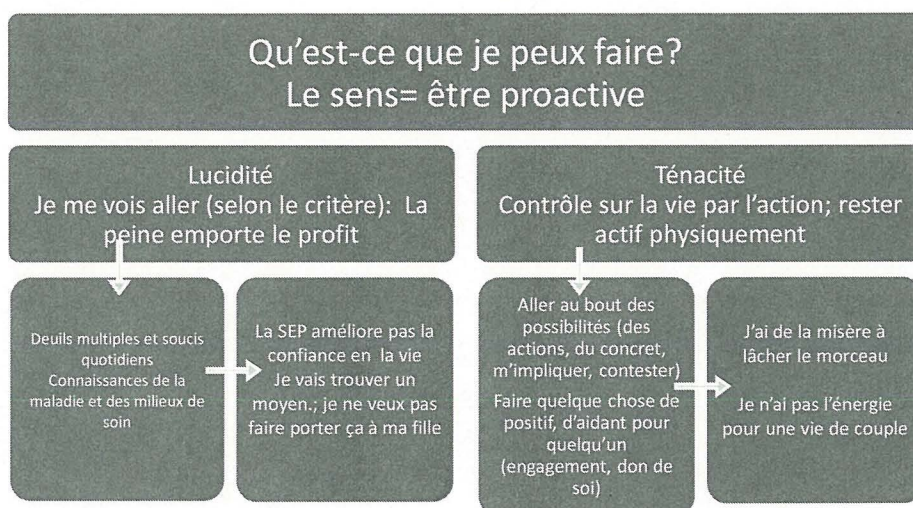 Qu'est-ce que je peux faire?
Le sens= être proactive
Lucidité
Je me vois aller (selon le critère): La
peine emporte le profit
Ténacité
Contrôle sur la vie par l'action; rester
actif physiquement
Deuils multiples et soucis
quotidiens
Connaissances de la
maladie et des milieux de
soin
La SEP améliore pas la
confiance en la vie
Je vais trouver un
moyen.; je ne veux pas
faire porter ça à ma fille
Aller au bout des
possibilités (des
actions, du concret,
m'impliquer, contester)
Faire quelque chose de
positif, d'aidant pour
quelqu'un
(engagement, don de
soi)
J'ai de la misère à
lâcher le morceau
Je n'ai pas l'énergie
pour une vie de couple